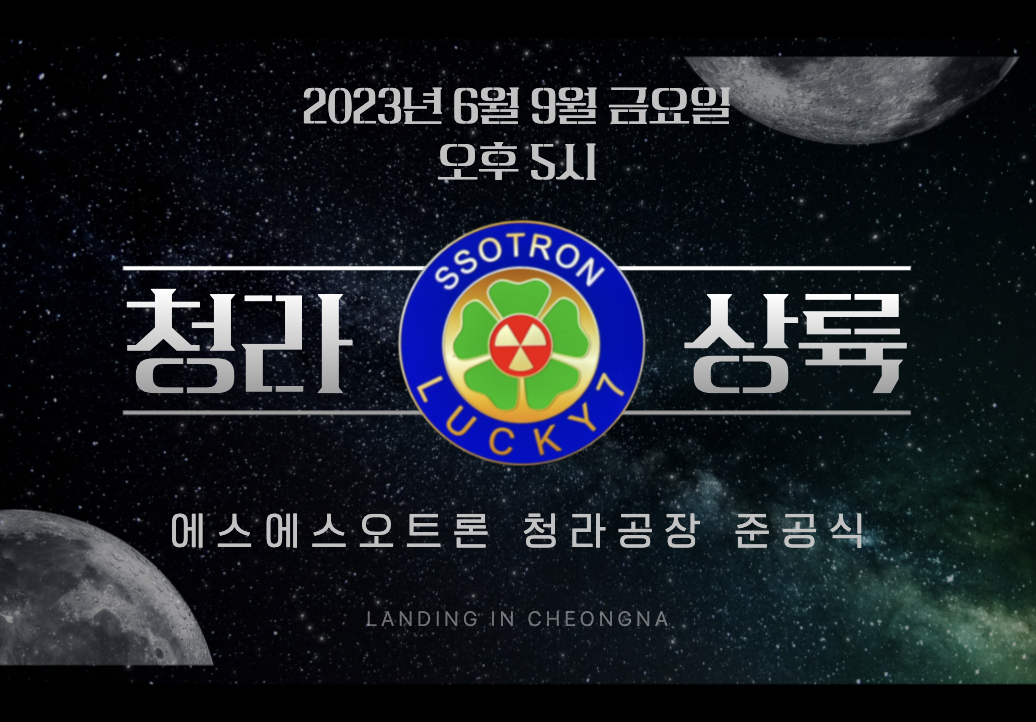 2023년 6월 9월 금요일
오후 5시
SSOTRON
청라 상륙
LUCKY7
에스에스오트론 청라공장 준공식
LANDING IN CHEONGNA